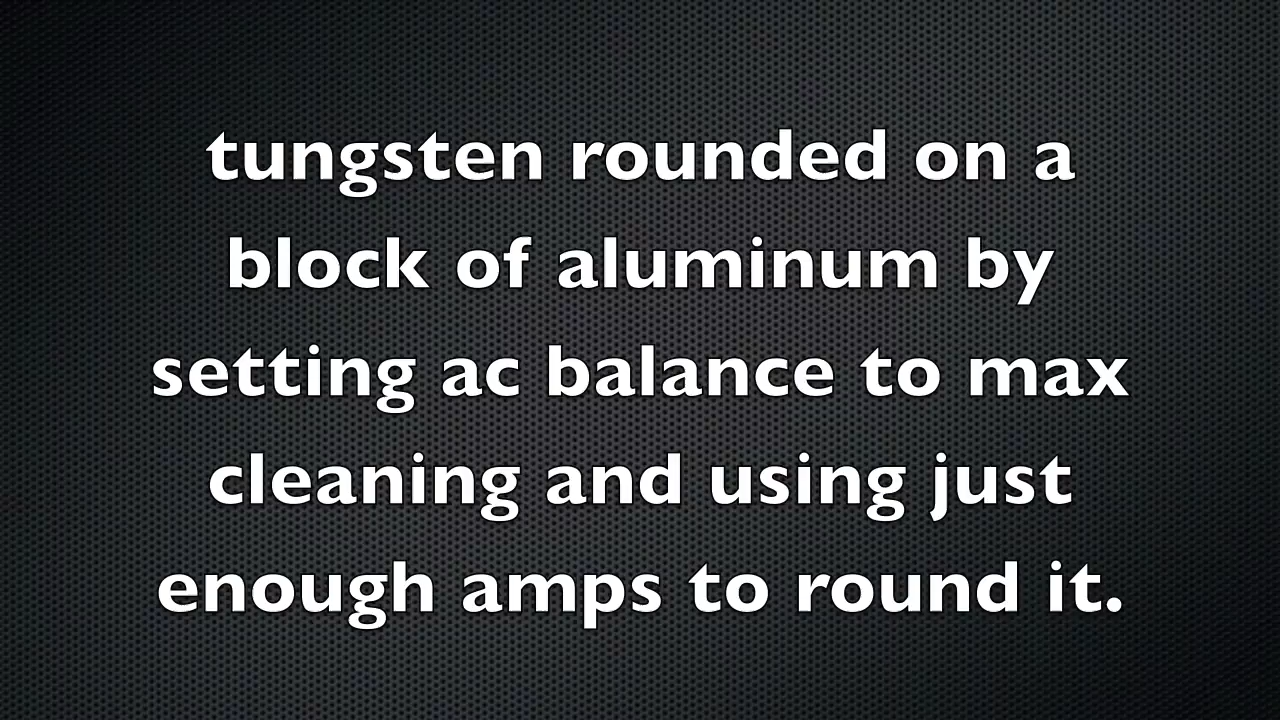 tungsten rounded on a
block of aluminum by
setting ac balance to max
cleaning and using just
enough amps to round it.